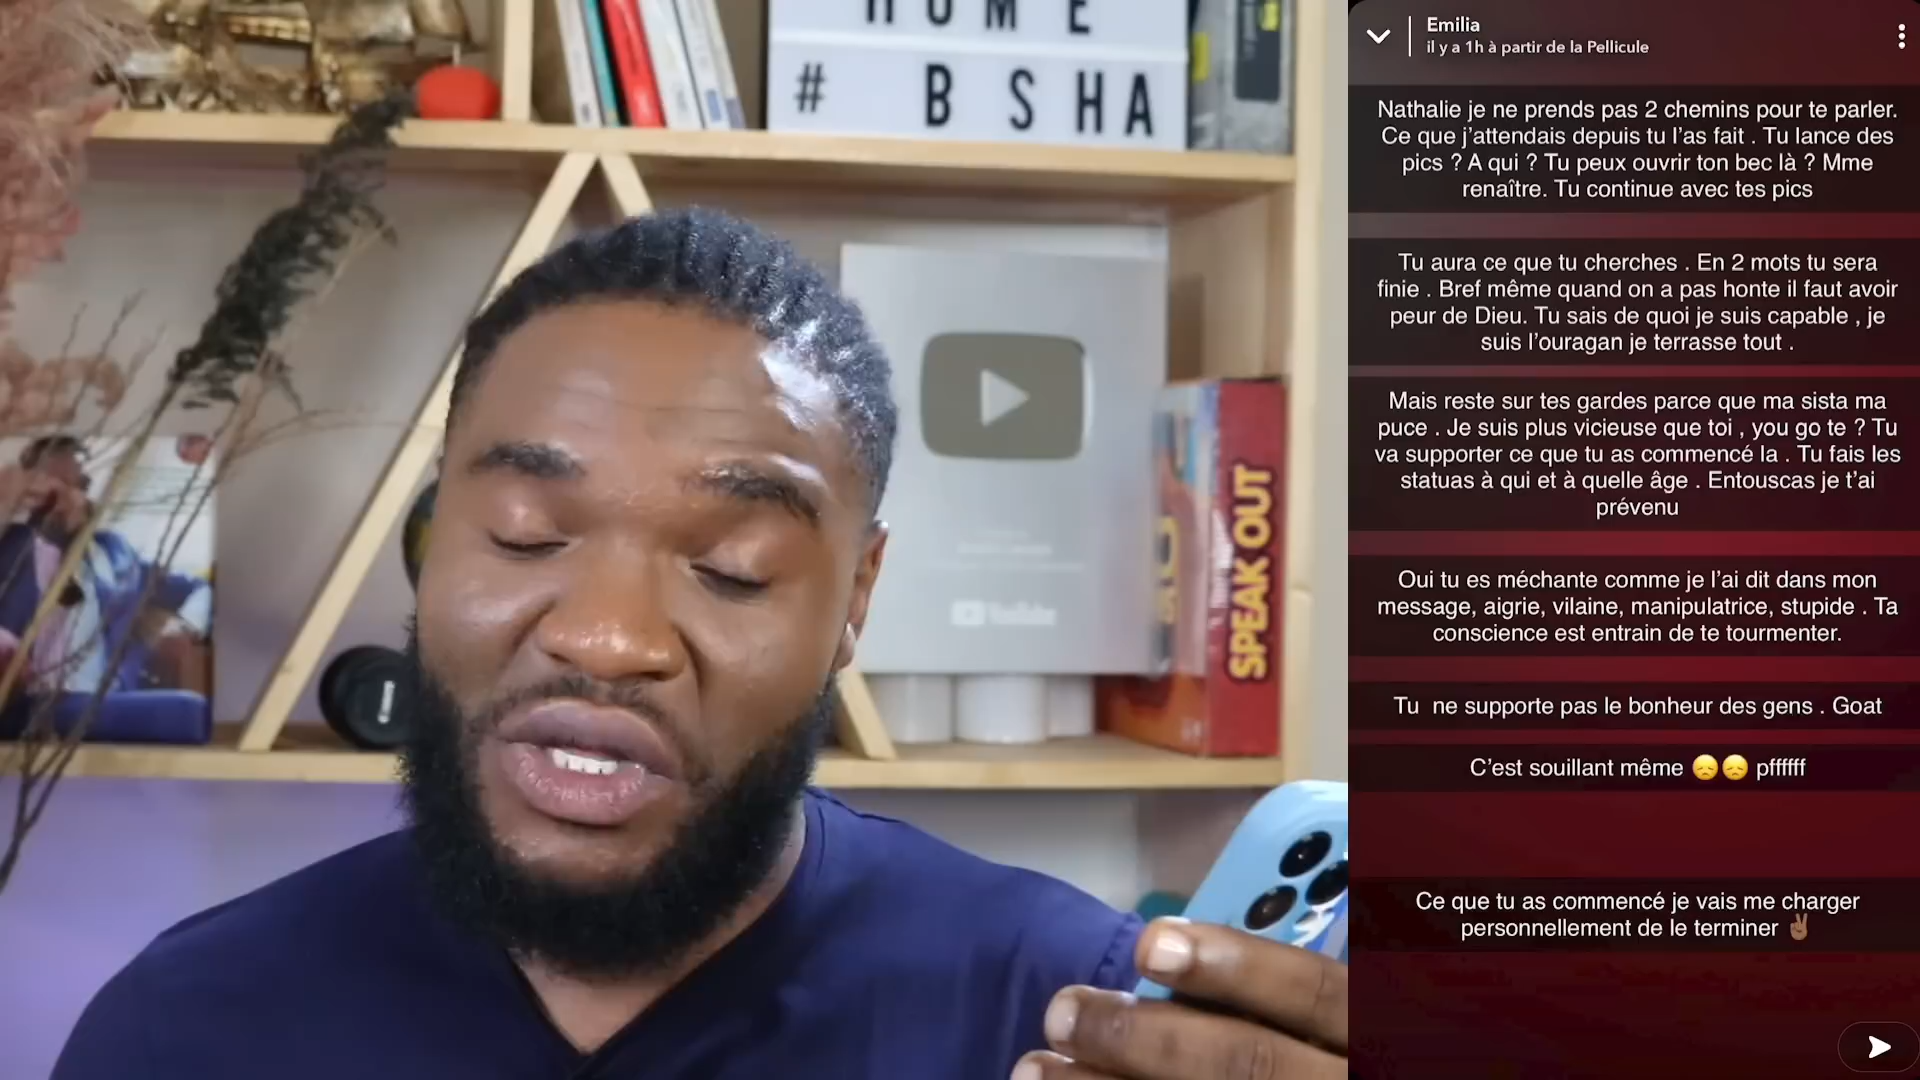 HOME
# BSHA
YouTube
SPEAK OUT
Emilia
il y a 1h à partir de la Pellicule
Nathalie je ne prends pas 2 chemins pour te parler.
Ce que j’attendais depuis tu l’as fait . Tu lance des
pics ? A qui ? Tu peux ouvrir ton bec là ? Mme
renaître. Tu continue avec tes pics
Tu aura ce que tu cherches . En 2 mots tu sera
finie . Bref même quand on a pas honte il faut avoir
peur de Dieu. Tu sais de quoi je suis capable , je
suis l’ouragan je terrasse tout .
Mais reste sur tes gardes parce que ma sista ma
puce . Je suis plus vicieuse que toi , you go te ? Tu
va supporter ce que tu as commencé la . Tu fais les
statuas à qui et à quelle âge . Entouscas je t’ai
prévenu
Oui tu es méchante comme je l’ai dit dans mon
message, aigrie, vilaine, manipulatrice, stupide . Ta
conscience est entrain de te tourmenter.
Tu ne supporte pas le bonheur des gens . Goat
C’est souillant même 😞😞 pffffff
Ce que tu as commencé je vais me charger
personnellement de le terminer ✌🏾